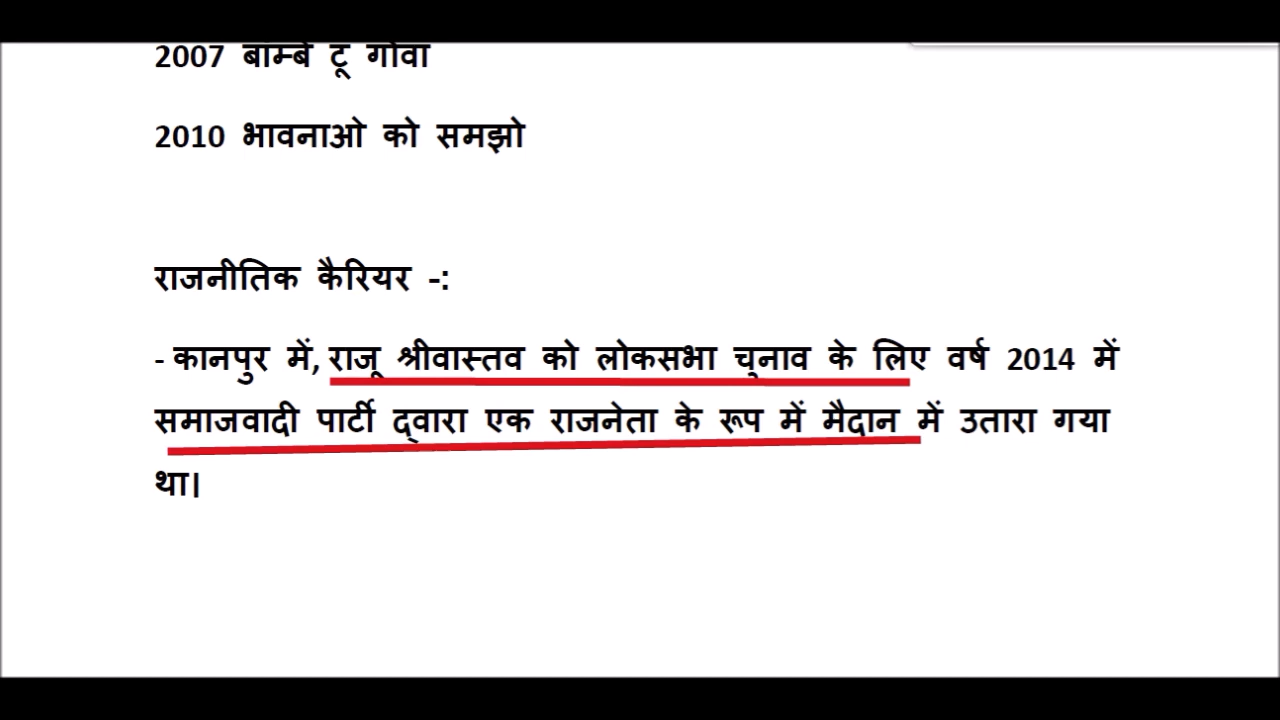 2007 बॉम्बे टू गोवा
2010 भावनाओ को समझो
राजनीतिक कैरियर -:
- कानपुर में, राजू श्रीवास्तव को लोकसभा चुनाव के लिए वर्ष 2014 में
समाजवादी पार्टी द्वारा एक राजनेता के रूप में मैदान में उतारा गया
था।